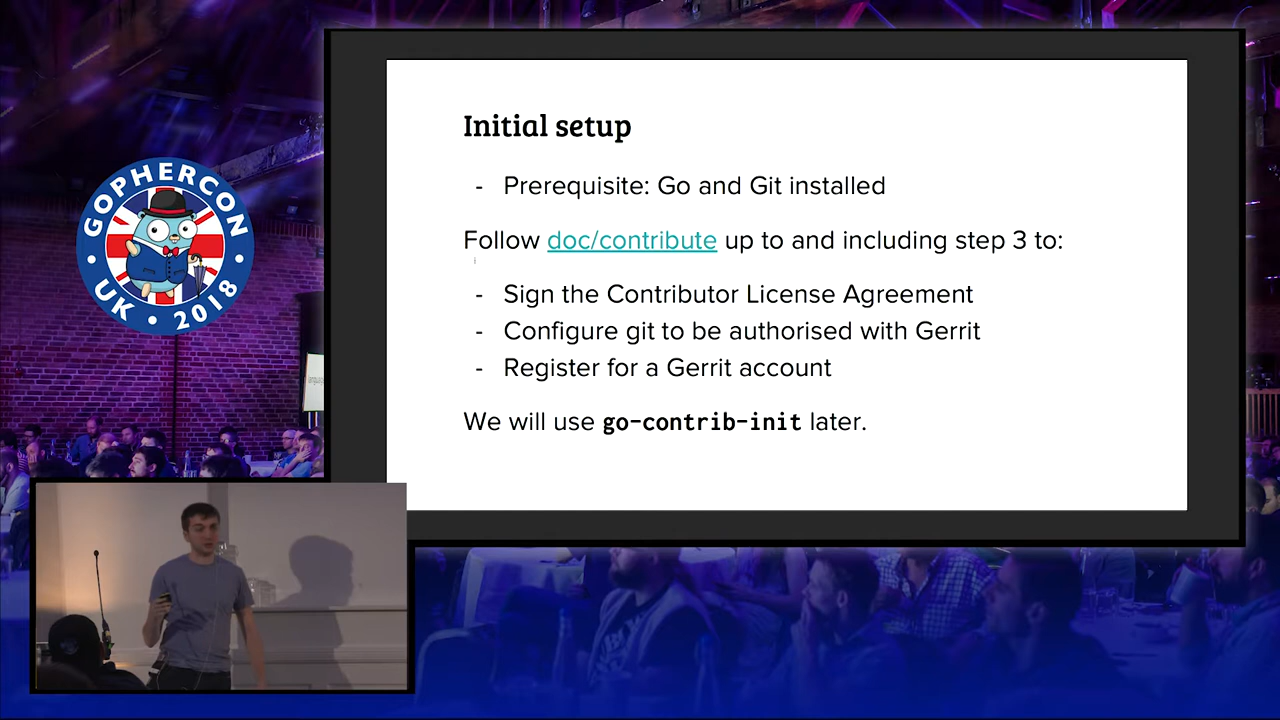 GOPHERCON
UK • 2018
Initial setup
- Prerequisite: Go and Git installed
Follow doc/contribute up to and including step 3 to:
- Sign the Contributor License Agreement
- Configure git to be authorised with Gerrit
- Register for a Gerrit account
We will use go-contrib-init later.